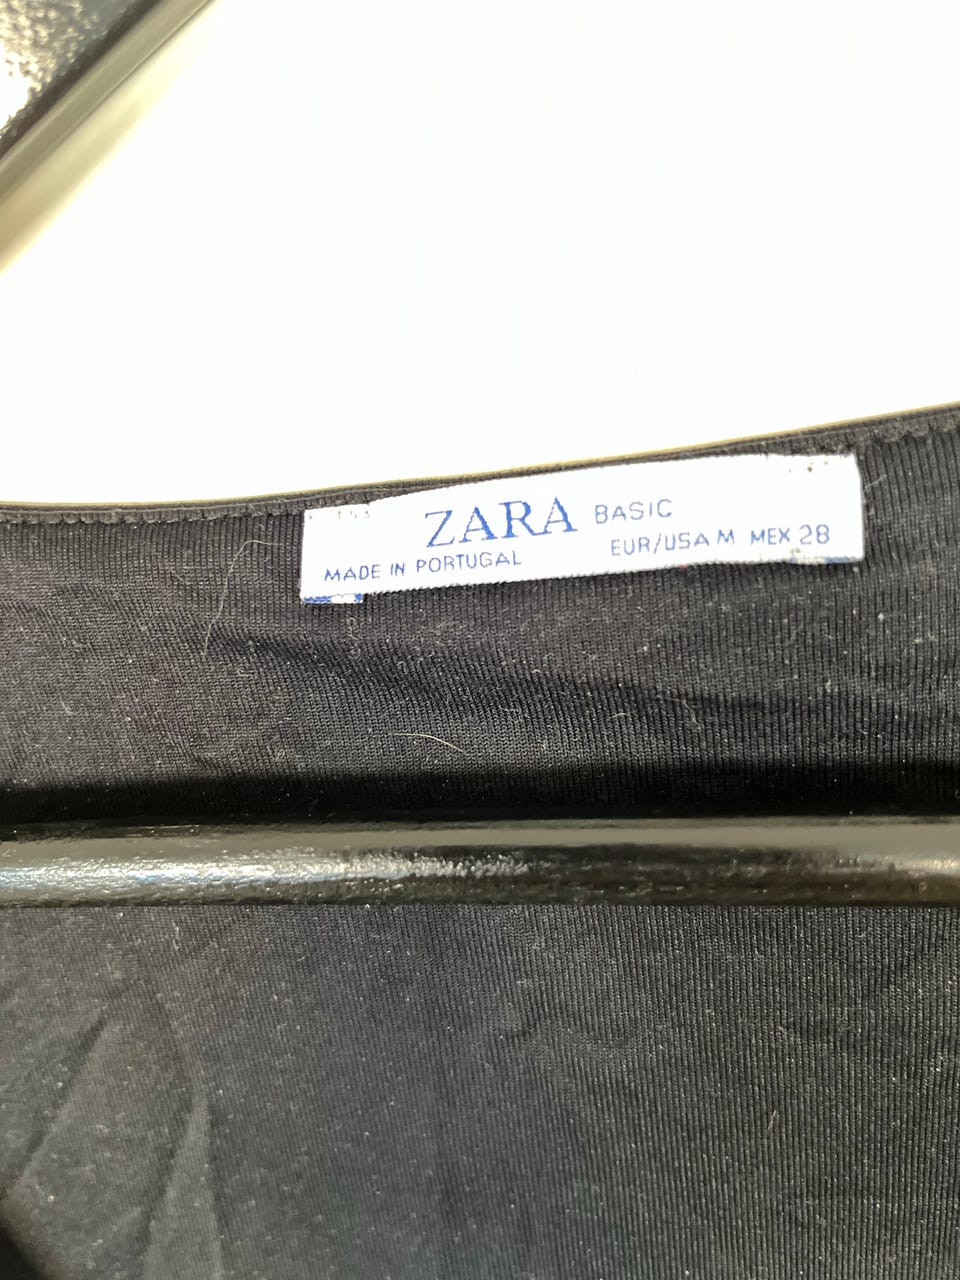 ZARA BASIC
MADE IN PORTUGAL EUR/USA M MEX 28